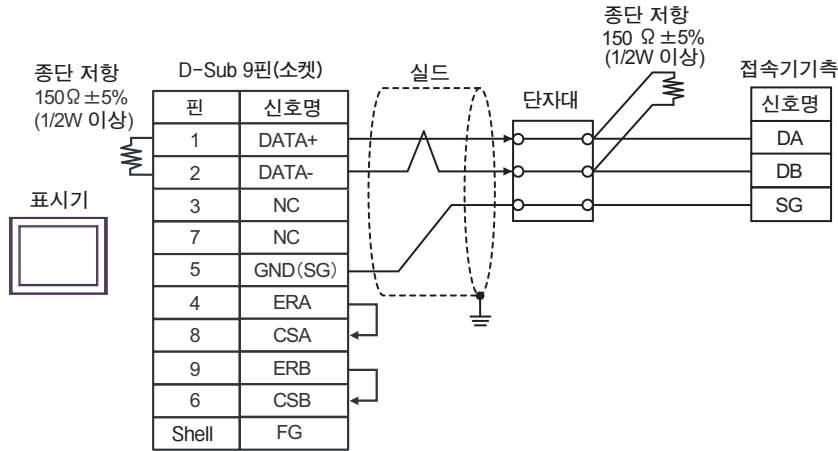 종단 저항
150 Ω ±5%
(1/2W 이상)
종단 저항
150Ω ±5%
(1/2W 이상)
D-Sub 9핀(소켓)
실드
단자대
접속기기측
핀 신호명
1 DATA+
2 DATA-
3 NC
7 NC
5 GND(SG)
4 ERA
8 CSA
9 ERB
6 CSB
Shell FG
표시기
신호명
DA
DB
SG